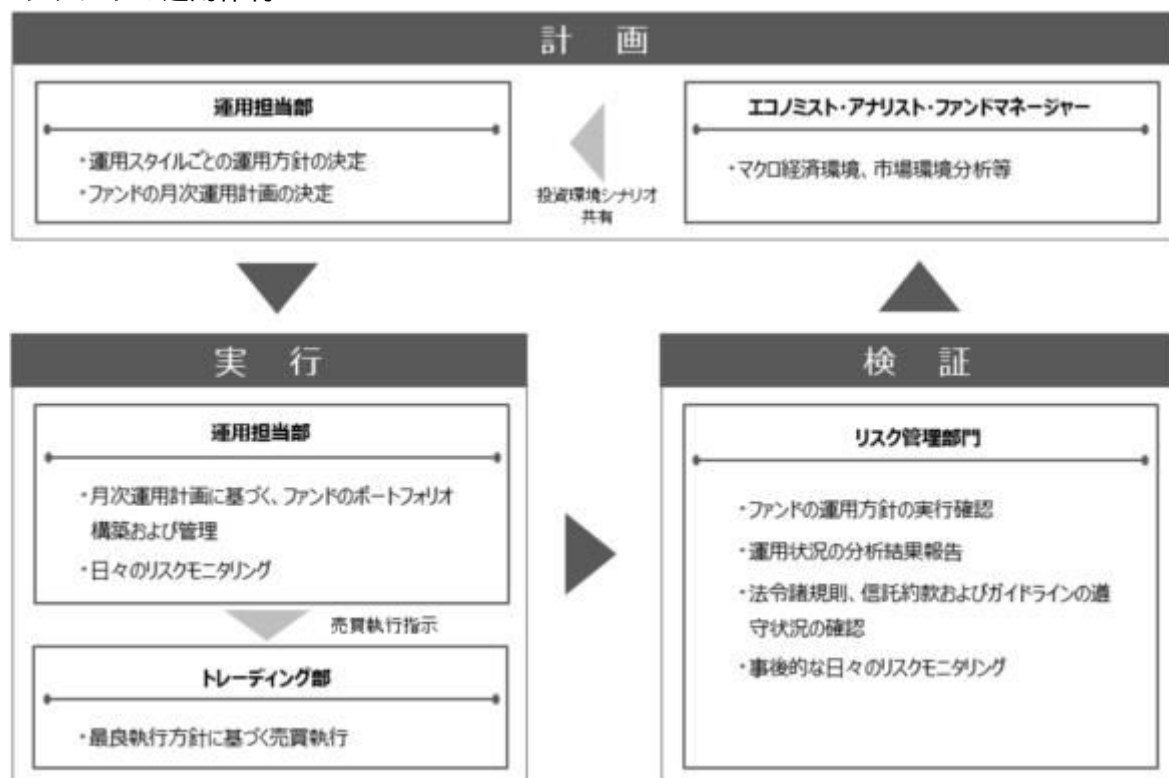 計 画
運用担当部
・運用スタイルごとの運用方針の決定
・ファンドの月次運用計画の決定
投資環境シナリオ
共有
エコノミスト・アナリスト・ファンドマネージャー
・マクロ経済環境、市場環境分析等
実 行
運用担当部
・月次運用計画に基づく、ファンドのポートフォリオ
構築および管理
・日々のリスクモニタリング
売買執行指示
トレーディング部
・最良執行方針に基づく売買執行
検 証
リスク管理部門
・ファンドの運用方針の実行確認
・運用状況の分析結果報告
・法令諸規則、信託約款およびガイドラインの遵
守状況の確認
・事後的な日々のリスクモニタリング